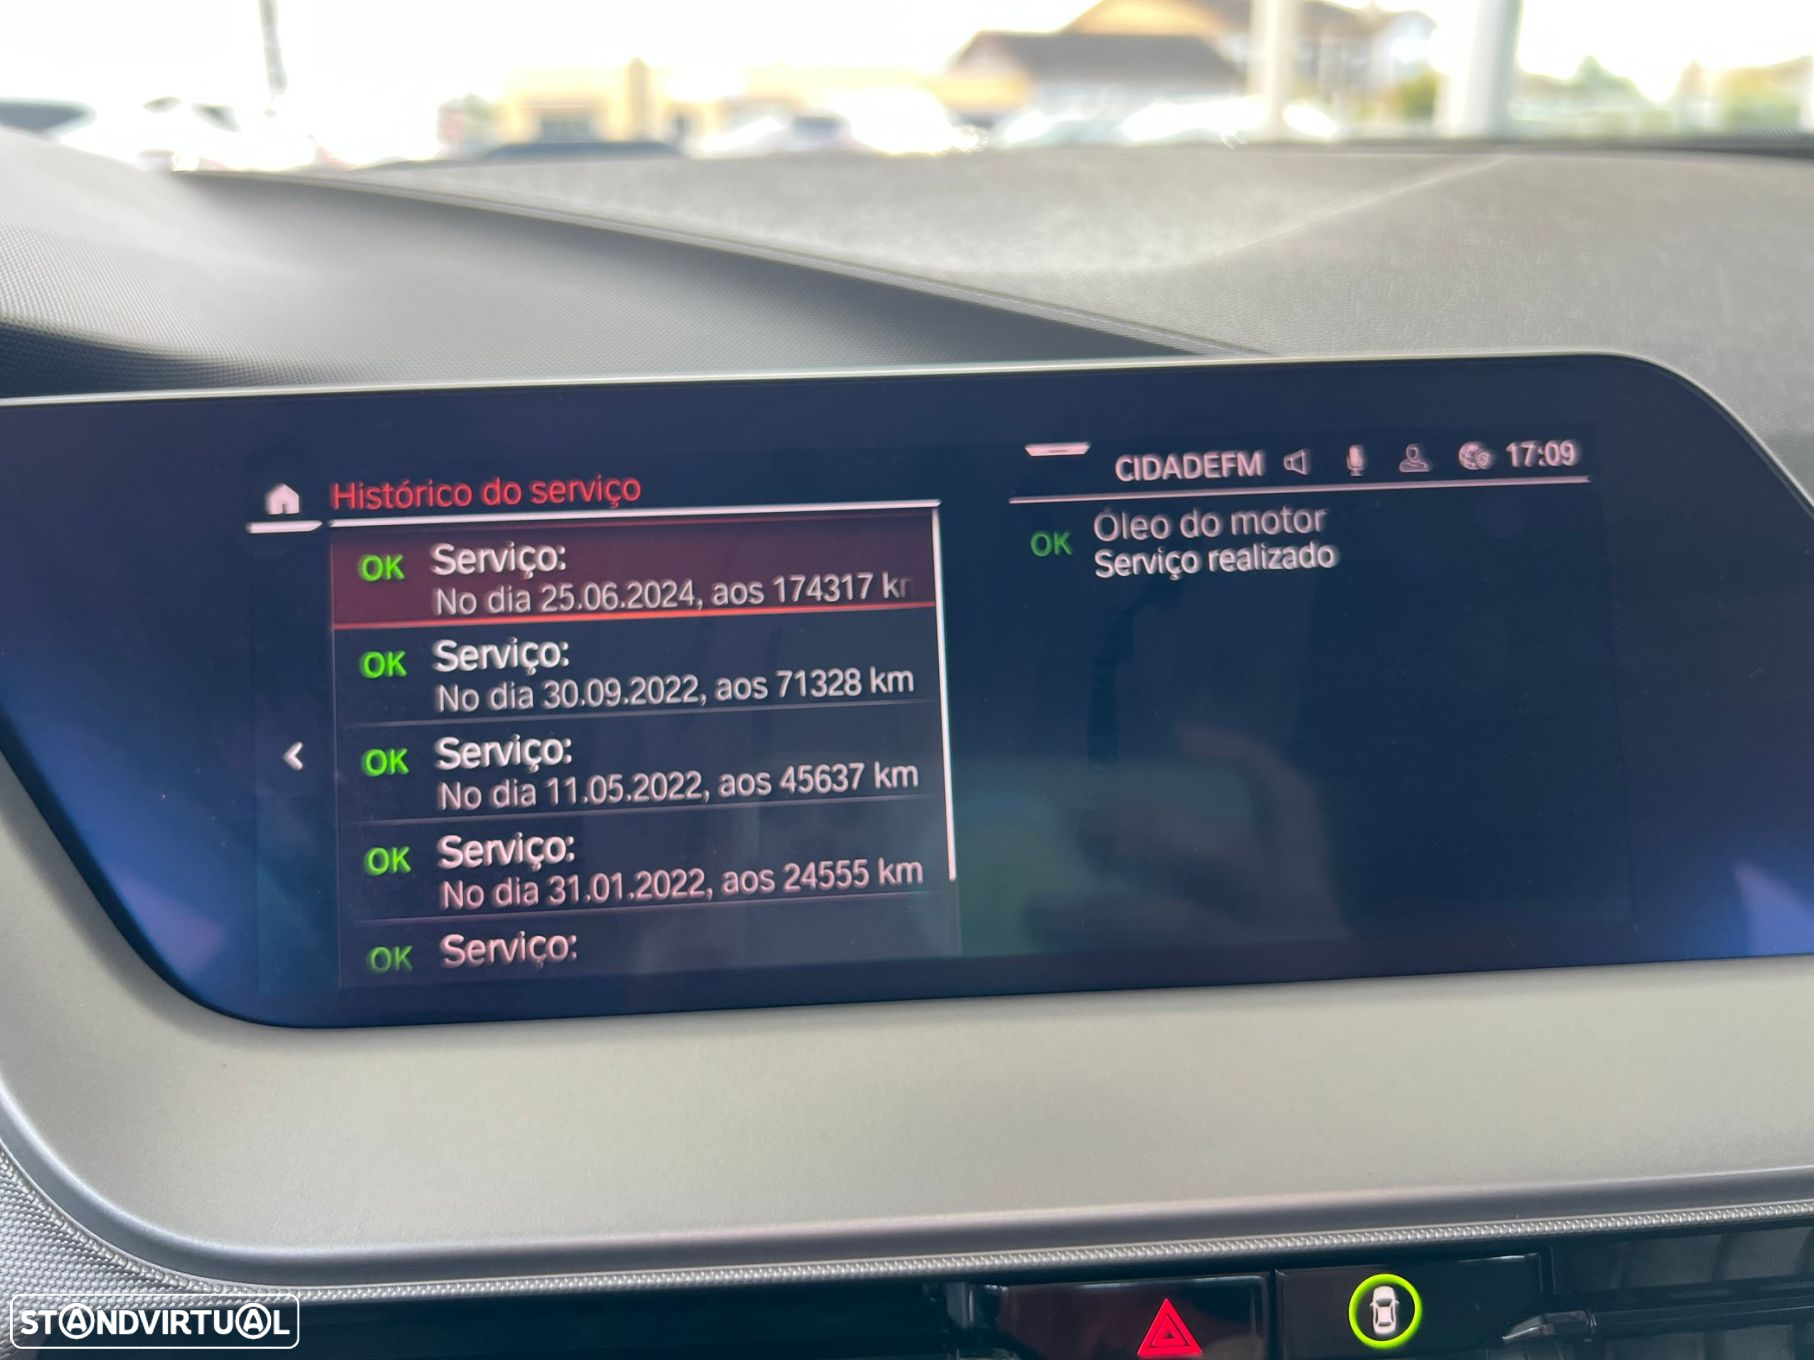 Histórico do serviço
OK Serviço:
No dia 25.06.2024, aos 174317 km
OK Serviço:
No dia 30.09.2022, aos 71328 km
OK Serviço:
No dia 11.05.2022, aos 45637 km
OK Serviço:
No dia 31.01.2022, aos 24555 km
OK Serviço:
CIDADEFM 17:09
OK Óleo do motor
Serviço realizado
STANDVIRTUAL